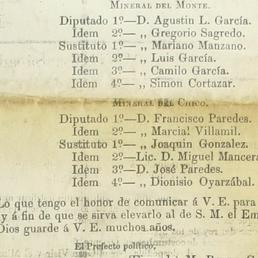 MINERAL DEL MONTE.
Diputado 1º—D. Agustin L. García.
Idem 2º— „ Gregorio Sagredo.
Sustituto 1º— „ Mariano Manzano.
Idem 2º— „ Luis García.
Idem 3º— „ Camilo García.
Idem 4º— „ Simon Cortazar.
MINERAL DEL CHICO.
Diputado 1º—D. Francisco Paredes.
Idem 2º— „ Marcial Villamil.
Sustituto 1º— „ Joaquin Gonzalez.
Idem 2º—Lic. D. Miguel Mancera
Idem 3º—D. José Paredes.
Idem 4º— „ Dionisio Oyarzábal.
Lo que tengo el honor de comunicar á V. E. para
y á fin de que se sirva elevarlo al de S. M. el Em
Dios guarde á V. E. muchos años.
El Prefecto político,